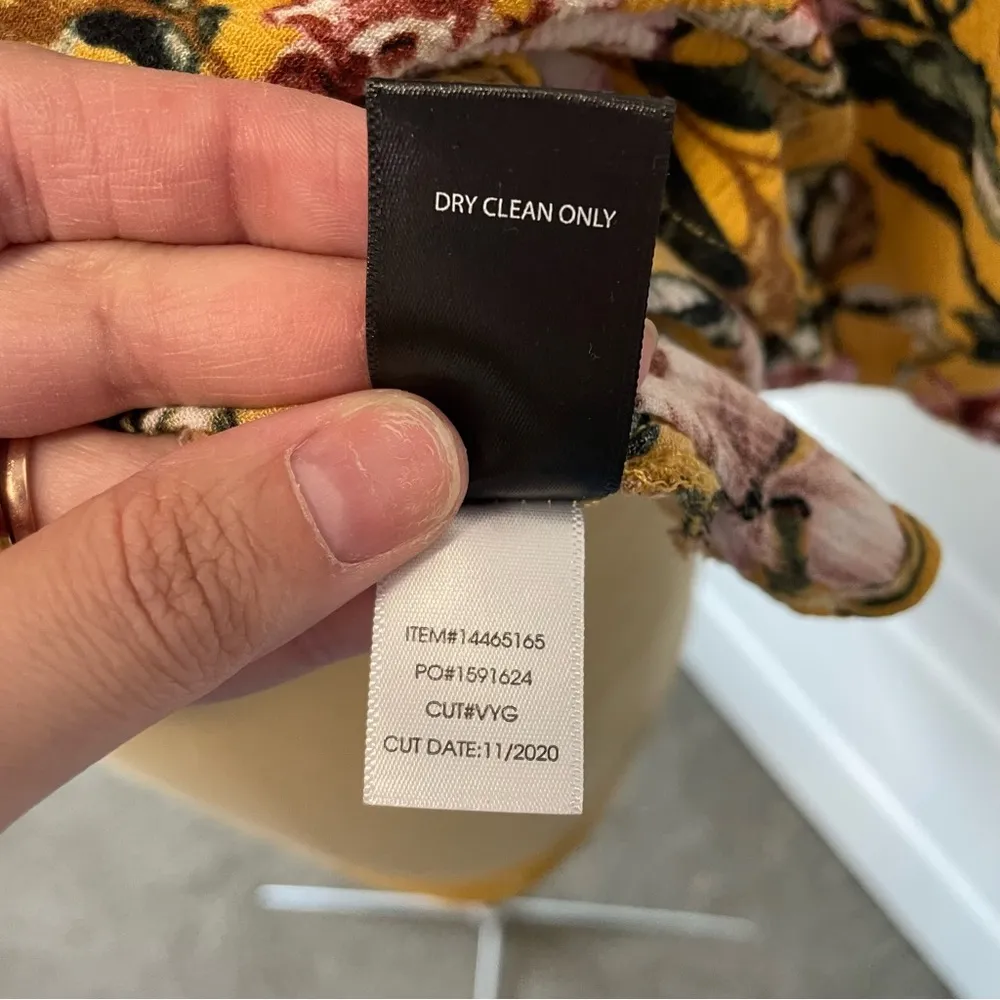 DRY CLEAN ONLY
ITEM#14465165
PO#1591624
CUT#VYG
CUT DATE:11/2020